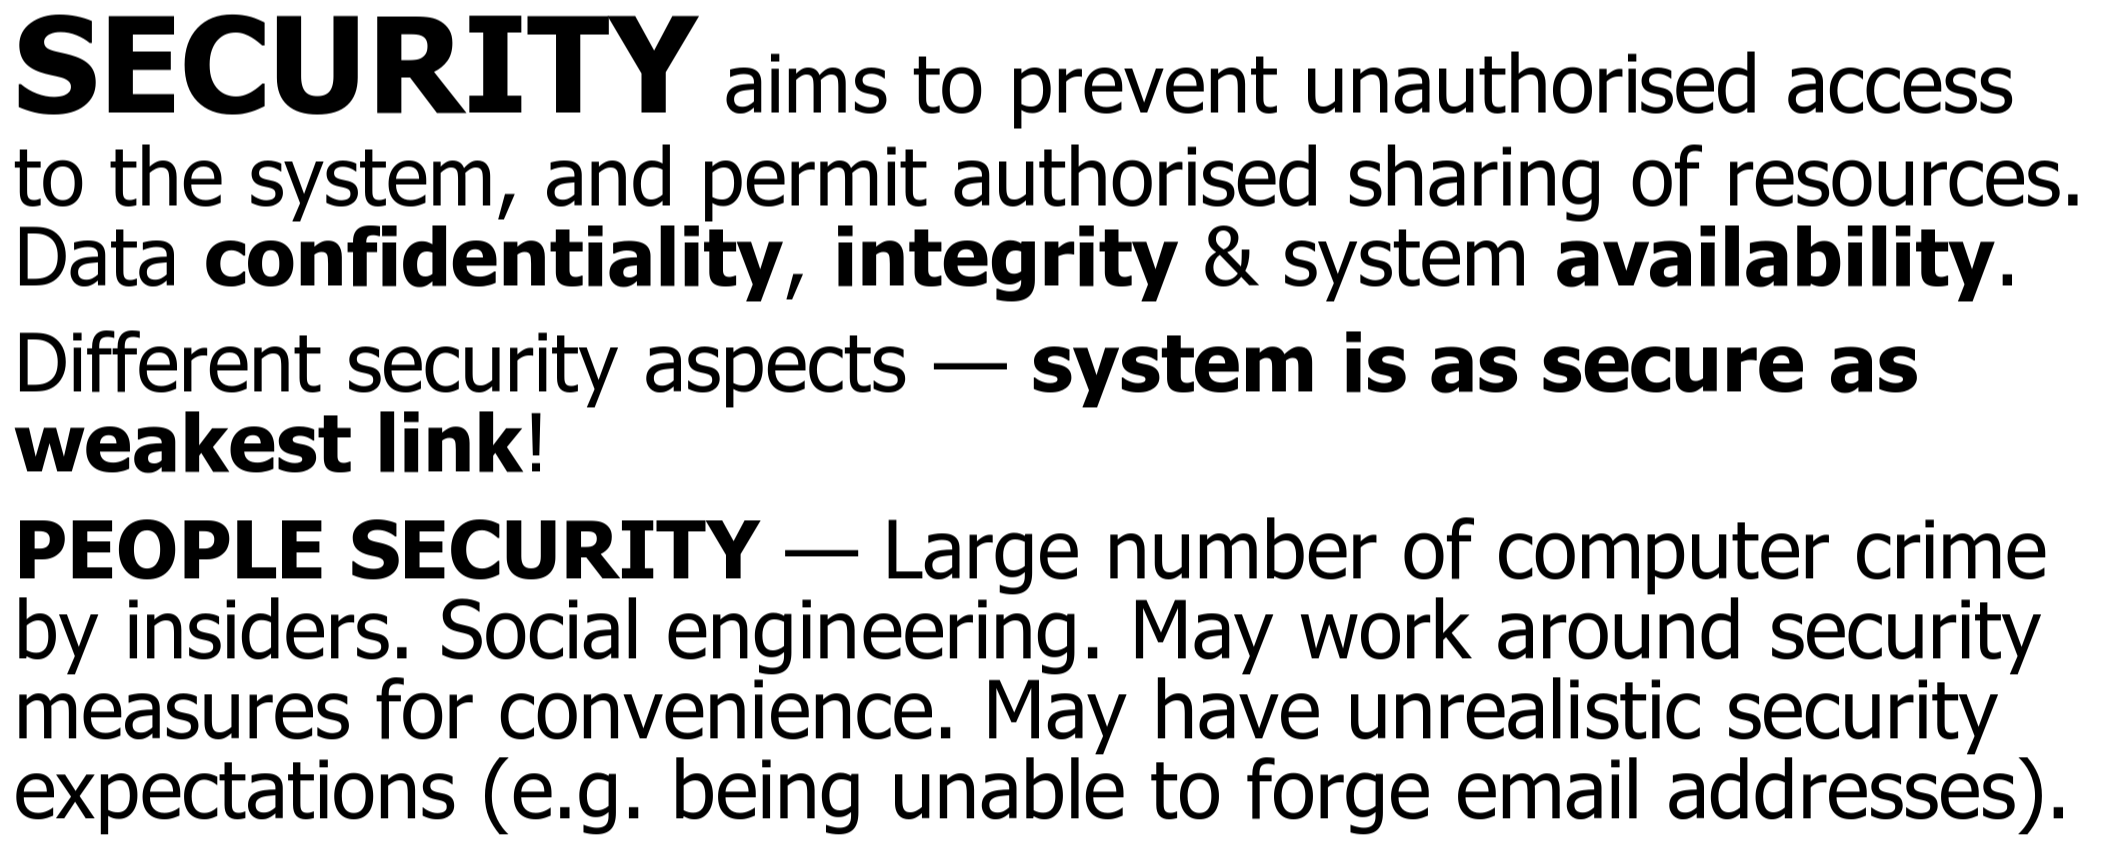 SECURITY aims to prevent unauthorised access
to the system, and permit authorised sharing of resources.
Data confidentiality, integrity & system availability.
Different security aspects — system is as secure as
weakest link!
PEOPLE SECURITY — Large number of computer crime
by insiders. Social engineering. May work around security
measures for convenience. May have unrealistic security
expectations (e.g. being unable to forge email addresses).